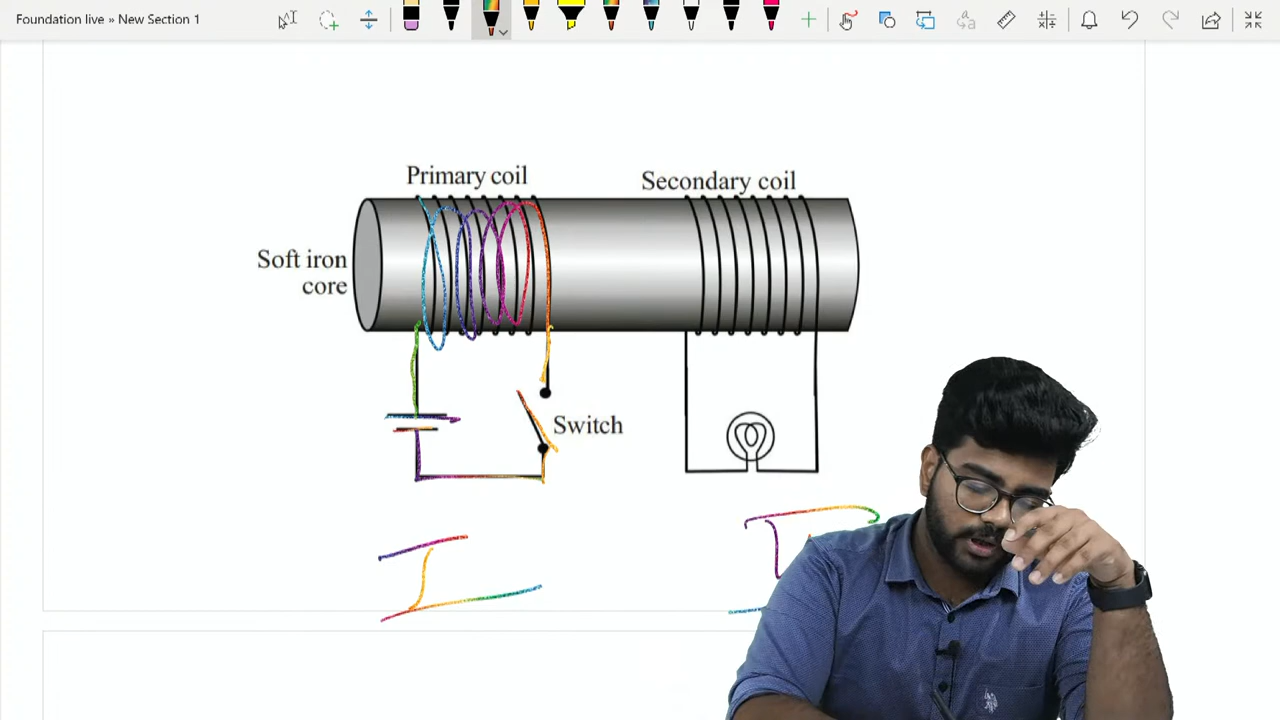 Foundation live » New Section 1
Primary coil
Secondary coil
Soft iron
core
Switch
I